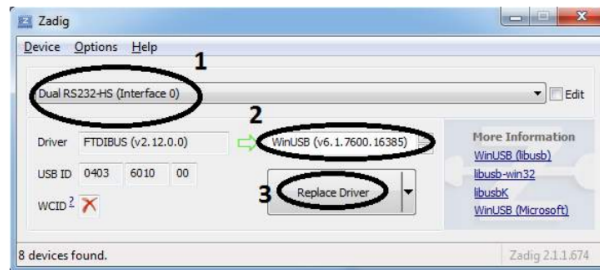 Zadig
Device Options Help
1
Dual RS232-HS (Interface 0)
Edit
2
Driver FTDIBUS (v2.12.0.0) WinUSB (v6.1.7600.16385)
More Information
WinUSB (libusb)
USB ID 0403 6010 00
libusb-win32
3 Replace Driver
libusbK
WCID ?
WinUSB (Microsoft)
8 devices found.
Zadig 2.1.1.674